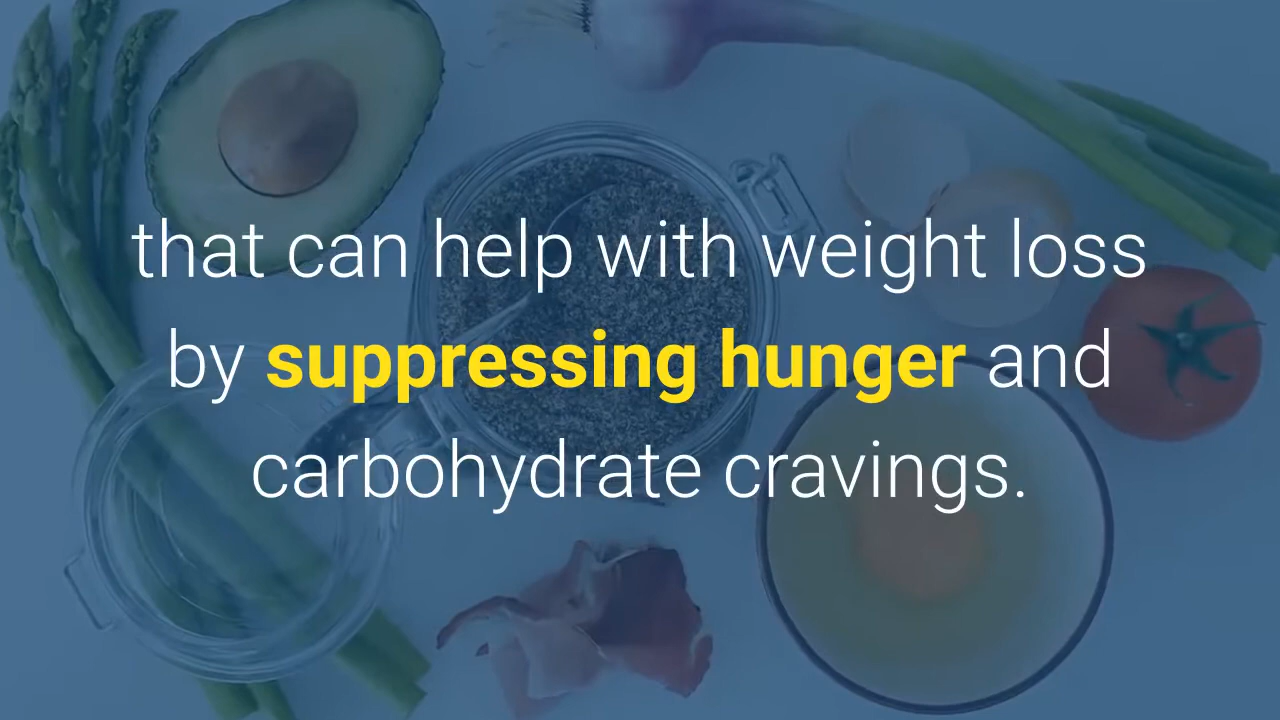 that can help with weight loss
by suppressing hunger and
carbohydrate cravings.